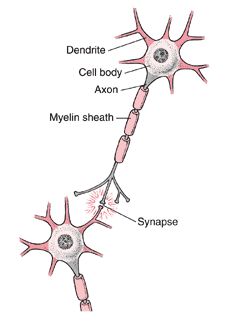 Dendrite
Cell body
Axon
Myelin sheath
Synapse